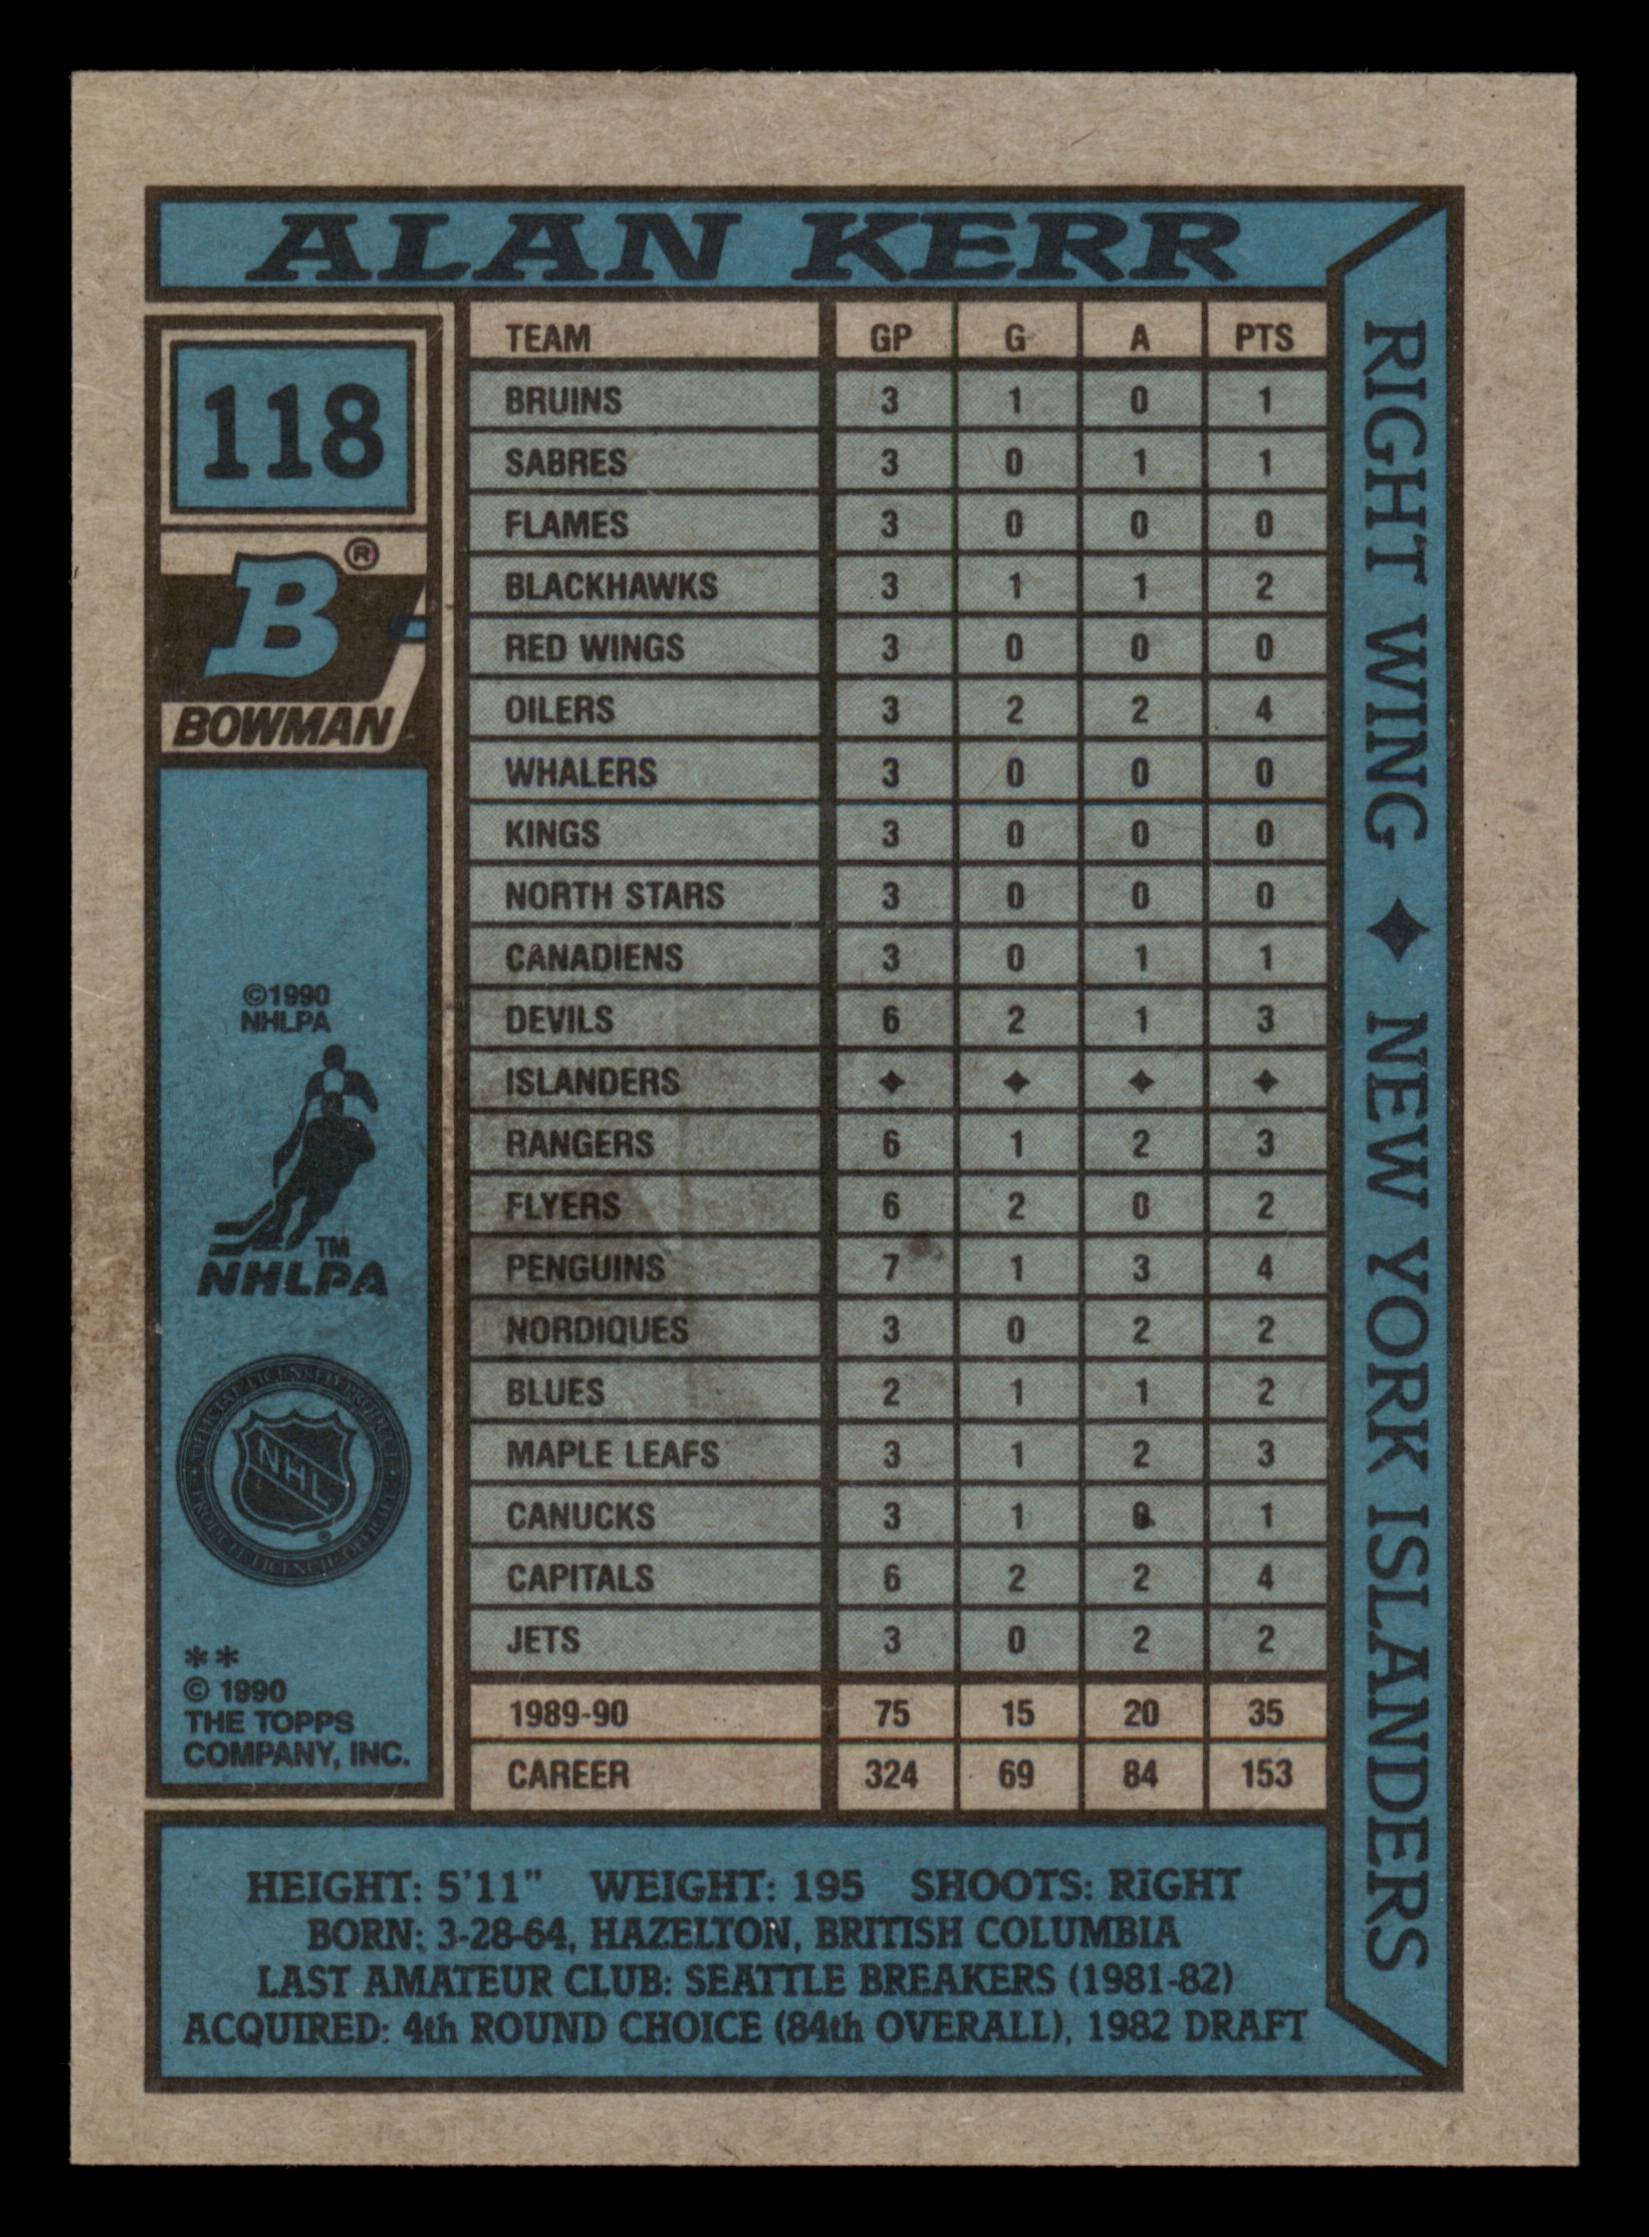 ALAN KERR
118
B®
BOWMAN
©1990
NHLPA
TM
NHLPA
NHL
**
© 1990
THE TOPPS
COMPANY, INC.
TEAM GP G A PTS
BRUINS 3 1 0 1
SABRES 3 0 1 1
FLAMES 3 0 0 0
BLACKHAWKS 3 1 1 2
RED WINGS 3 0 0 0
OILERS 3 2 2 4
WHALERS 3 0 0 0
KINGS 3 0 0 0
NORTH STARS 3 0 0 0
CANADIENS 3 0 1 1
DEVILS 6 2 1 3
ISLANDERS ✦ ✦ ✦ ✦
RANGERS 6 1 2 3
FLYERS 6 2 0 2
PENGUINS 7 1 3 4
NORDIQUES 3 0 2 2
BLUES 2 1 1 2
MAPLE LEAFS 3 1 2 3
CANUCKS 3 1 0 1
CAPITALS 6 2 2 4
JETS 3 0 2 2
1989-90 75 15 20 35
CAREER 324 69 84 153
RIGHT WING ✦ NEW YORK ISLANDERS
HEIGHT: 5'11" WEIGHT: 195 SHOOTS: RIGHT
BORN: 3-28-64, HAZELTON, BRITISH COLUMBIA
LAST AMATEUR CLUB: SEATTLE BREAKERS (1981-82)
ACQUIRED: 4th ROUND CHOICE (84th OVERALL), 1982 DRAFT